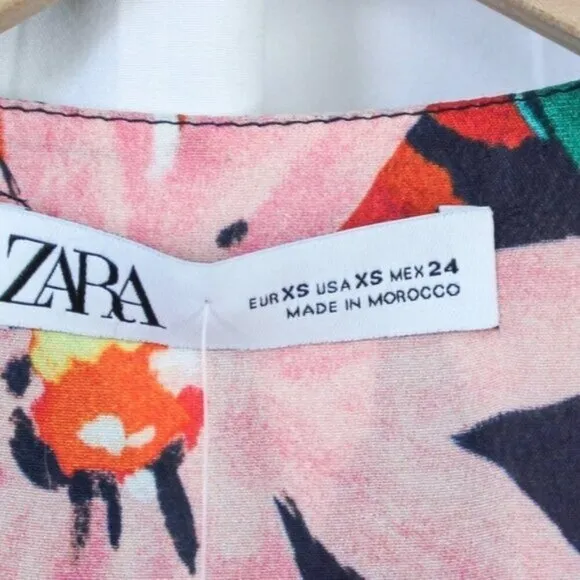 ZARA
EUR XS USA XS MEX 24
MADE IN MOROCCO